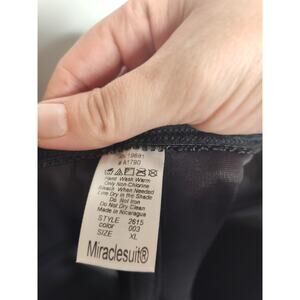 # A1790
Hand Wash Warm
Only Non Chlorine
Bleach When Needed
Line Dry in the Shade
Do Not Iron
Do Not Dry Clean
Made in Nicaragua
STYLE 2615
color 003
SIZE XL
Miraclesuit®